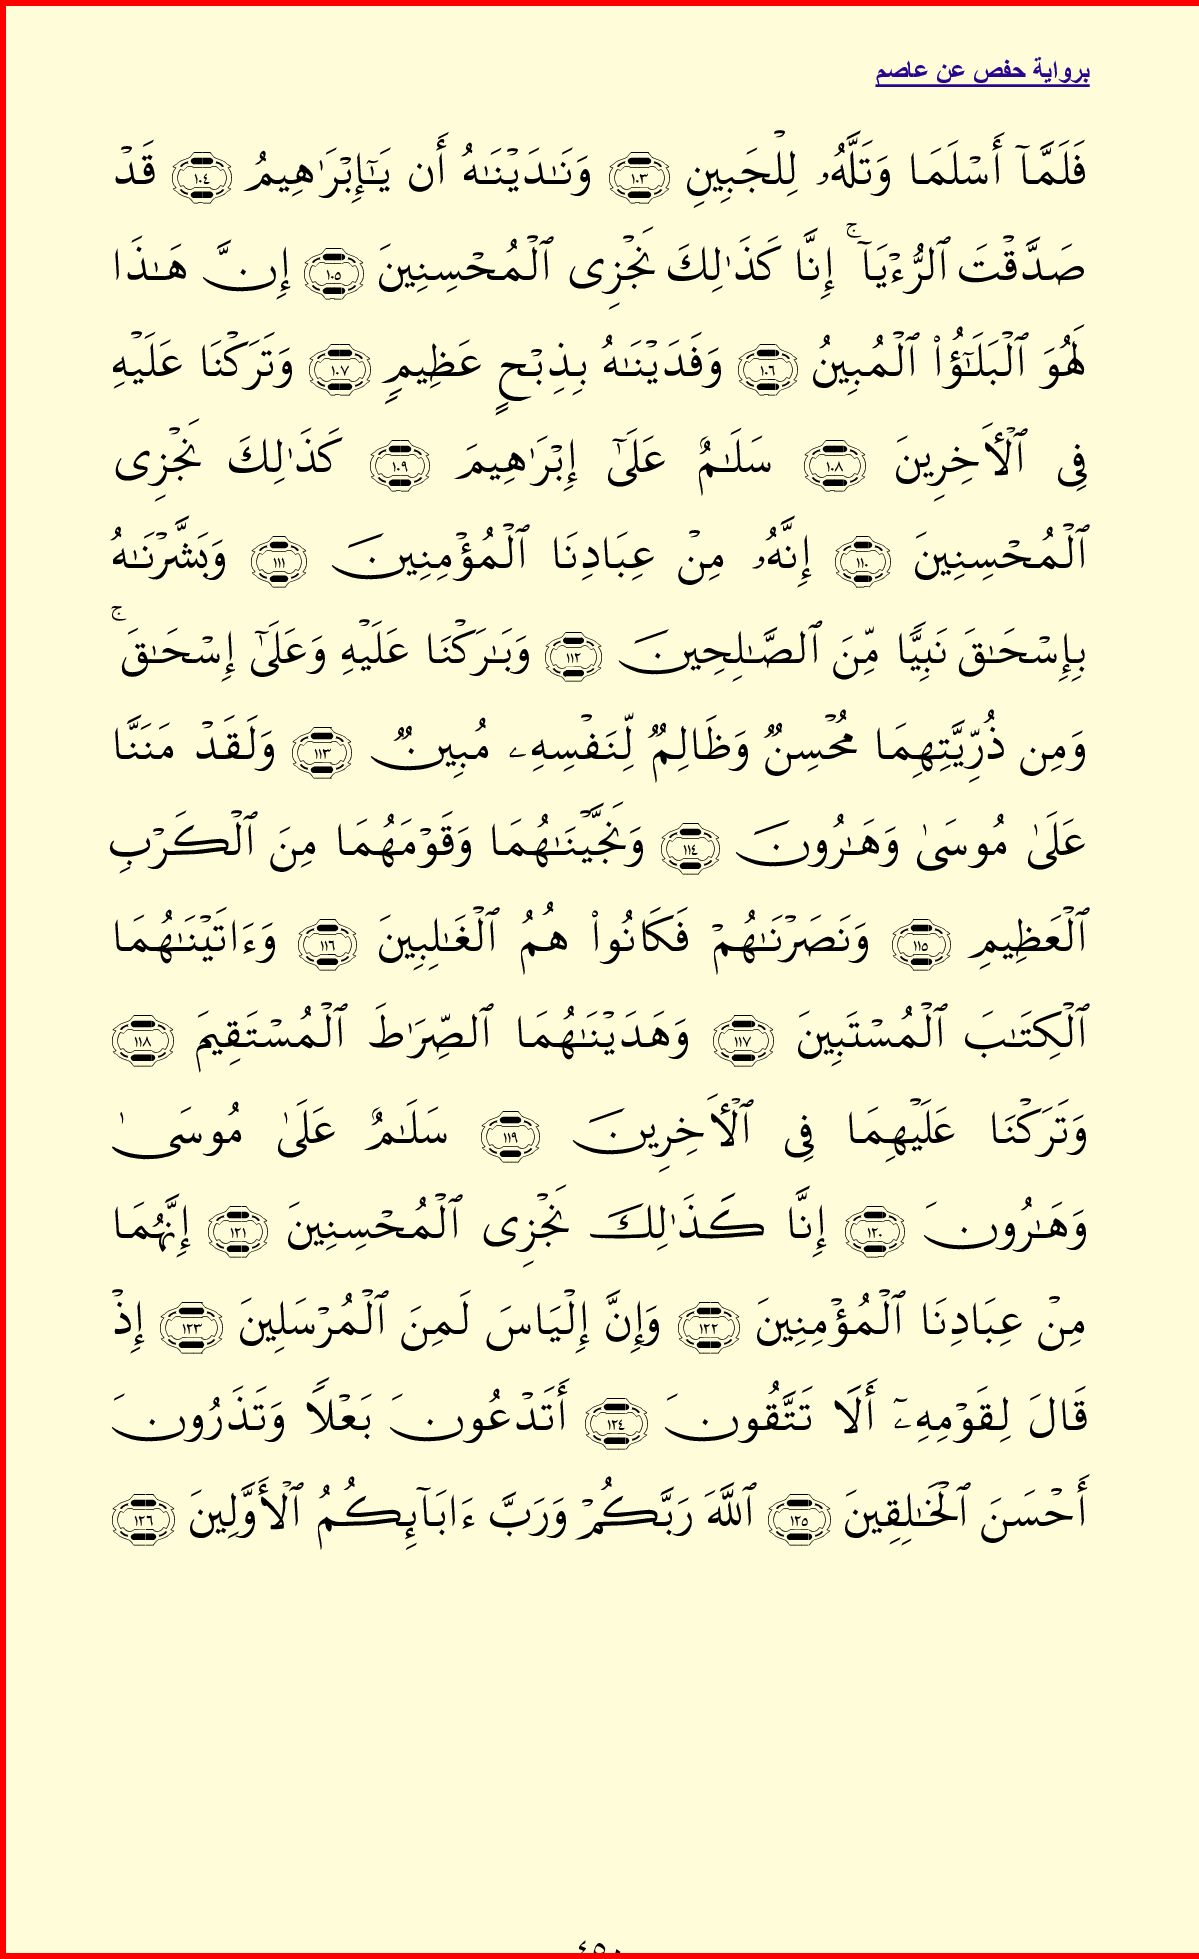 برواية حفص عن عاصم
فَلَمَّآ أَسْلَمَا وَتَلَّهُۥ لِلْجَبِينِ ١٠٣ وَنَـٰدَيْنَـٰهُ أَن يَـٰٓإِبْرَٰهِيمُ ١٠٤ قَدْ
صَدَّقْتَ ٱلرُّءْيَآ ۚ إِنَّا كَذَٰلِكَ نَجْزِى ٱلْمُحْسِنِينَ ١٠٥ إِنَّ هَـٰذَا
لَهُوَ ٱلْبَلَـٰٓؤُا۟ ٱلْمُبِينُ ١٠٦ وَفَدَيْنَـٰهُ بِذِبْحٍ عَظِيمٍ ١٠٧ وَتَرَكْنَا عَلَيْهِ
فِى ٱلْأَخِرِينَ ١٠٨ سَلَـٰمٌ عَلَىٰٓ إِبْرَٰهِيمَ ١٠٩ كَذَٰلِكَ نَجْزِى
ٱلْمُحْسِنِينَ ١١٠ إِنَّهُۥ مِنْ عِبَادِنَا ٱلْمُؤْمِنِينَ ١١١ وَبَشَّرْنَـٰهُ
بِإِسْحَـٰقَ نَبِيًّا مِّنَ ٱلصَّـٰلِحِينَ ١١٢ وَبَـٰرَكْنَا عَلَيْهِ وَعَلَىٰٓ إِسْحَـٰقَ ۚ
وَمِن ذُرِّيَّتِهِمَا مُحْسِنٌ وَظَالِمٌ لِّنَفْسِهِۦ مُبِينٌ ١١٣ وَلَقَدْ مَنَنَّا
عَلَىٰ مُوسَىٰ وَهَـٰرُونَ ١١٤ وَنَجَّيْنَـٰهُمَا وَقَوْمَهُمَا مِنَ ٱلْكَرْبِ
ٱلْعَظِيمِ ١١٥ وَنَصَرْنَـٰهُمْ فَكَانُوا۟ هُمُ ٱلْغَـٰلِبِينَ ١١٦ وَءَاتَيْنَـٰهُمَا
ٱلْكِتَـٰبَ ٱلْمُسْتَبِينَ ١١٧ وَهَدَيْنَـٰهُمَا ٱلصِّرَٰطَ ٱلْمُسْتَقِيمَ ١١٨
وَتَرَكْنَا عَلَيْهِمَا فِى ٱلْأَخِرِينَ ١١٩ سَلَـٰمٌ عَلَىٰ مُوسَىٰ
وَهَـٰرُونَ ١٢٠ إِنَّا كَذَٰلِكَ نَجْزِى ٱلْمُحْسِنِينَ ١٢١ إِنَّهُمَا
مِنْ عِبَادِنَا ٱلْمُؤْمِنِينَ ١٢٢ وَإِنَّ إِلْيَاسَ لَمِنَ ٱلْمُرْسَلِينَ ١٢٣ إِذْ
قَالَ لِقَوْمِهِۦٓ أَلَا تَتَّقُونَ ١٢٤ أَتَدْعُونَ بَعْلًا وَتَذَرُونَ
أَحْسَنَ ٱلْخَـٰلِقِينَ ١٢٥ ٱللَّهَ رَبَّكُمْ وَرَبَّ ءَابَآئِكُمُ ٱلْأَوَّلِينَ ١٢٦
٤٥٠